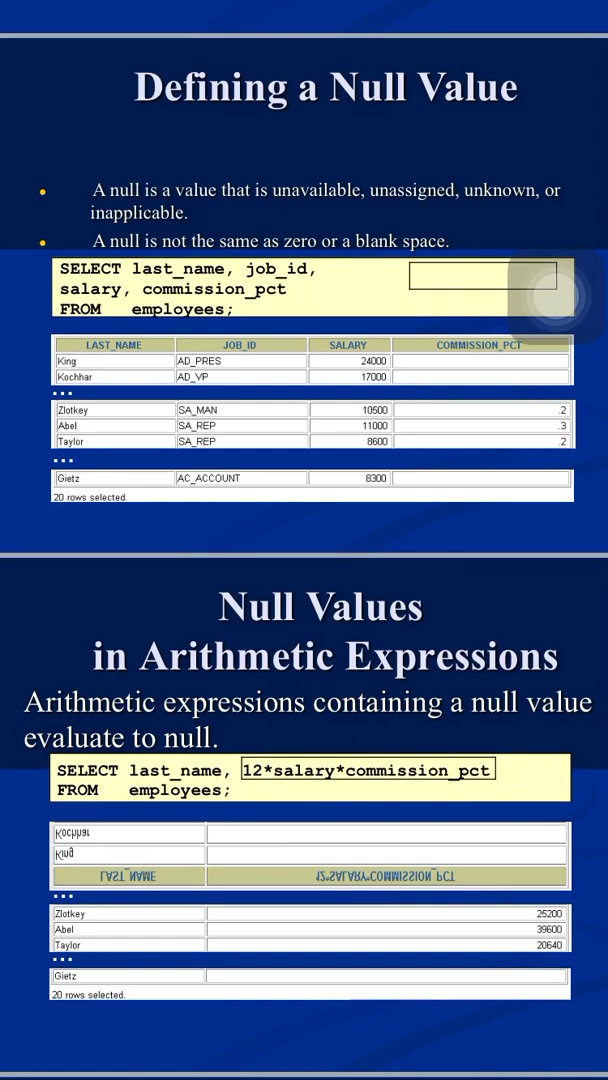 Defining a Null Value
• A null is a value that is unavailable, unassigned, unknown, or
inapplicable.
• A null is not the same as zero or a blank space.
SELECT last_name, job_id,
salary, commission_pct
FROM employees;
LAST_NAME JOB_ID SALARY COMMISSION_PCT
King AD_PRES 24000
Kochhar AD_VP 17000
...
Zlotkey SA_MAN 10500 .2
Abel SA_REP 11000 .3
Taylor SA_REP 8600 .2
...
Gietz AC_ACCOUNT 8300
20 rows selected.
Null Values
in Arithmetic Expressions
Arithmetic expressions containing a null value
evaluate to null.
SELECT last_name, 12*salary*commission_pct
FROM employees;
Kochhar
King
LAST_NAME 12*SALARY*COMMISSION_PCT
...
Zlotkey 25200
Abel 39600
Taylor 20640
...
Gietz
20 rows selected.